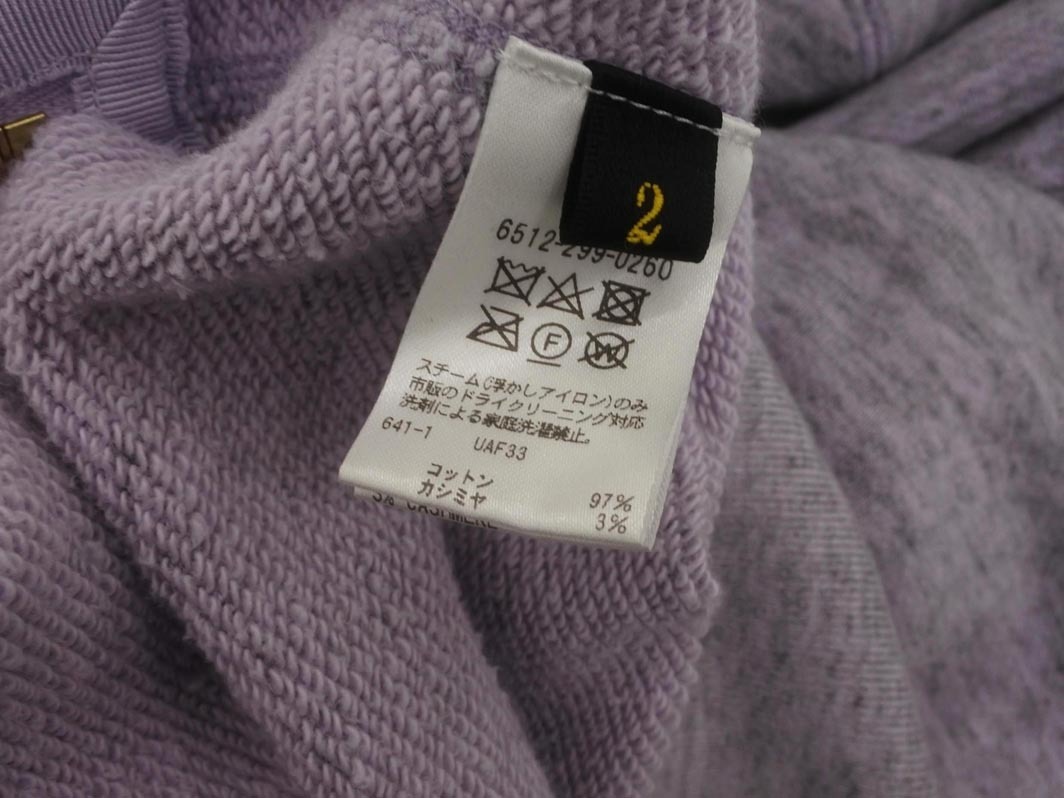 2
6512-299-0260
F
W
スチーム(浮かしアイロン)のみ
市販のドライクリーニング対応
洗剤による家庭洗濯禁止。
641-1 UAF33
コットン 97%
カシミヤ 3%
3% CASHMERE